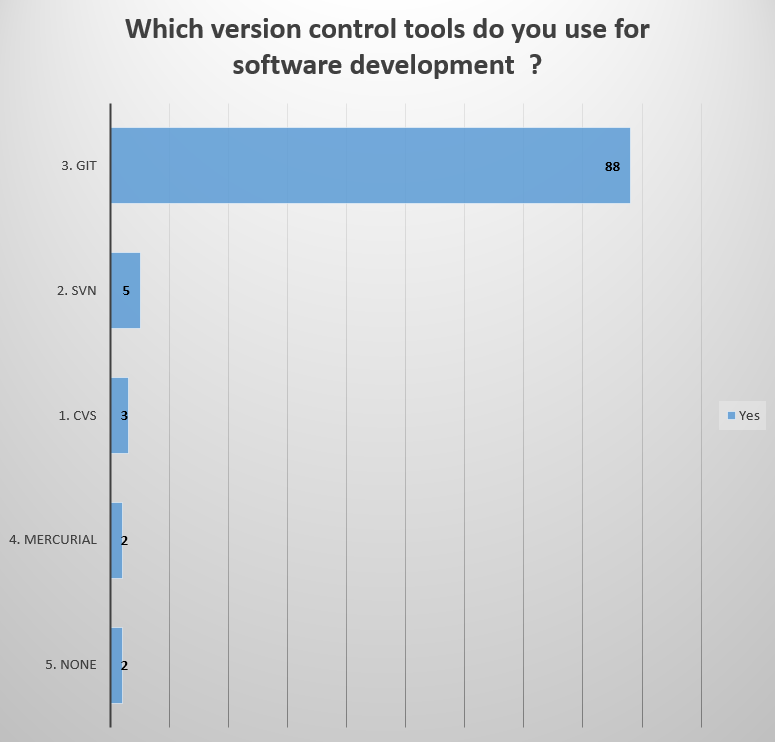 Which version control tools do you use for
software development  ?
3. GIT
88
2. SVN
5
1. CVS
3
Yes
4. MERCURIAL
2
5. NONE
2